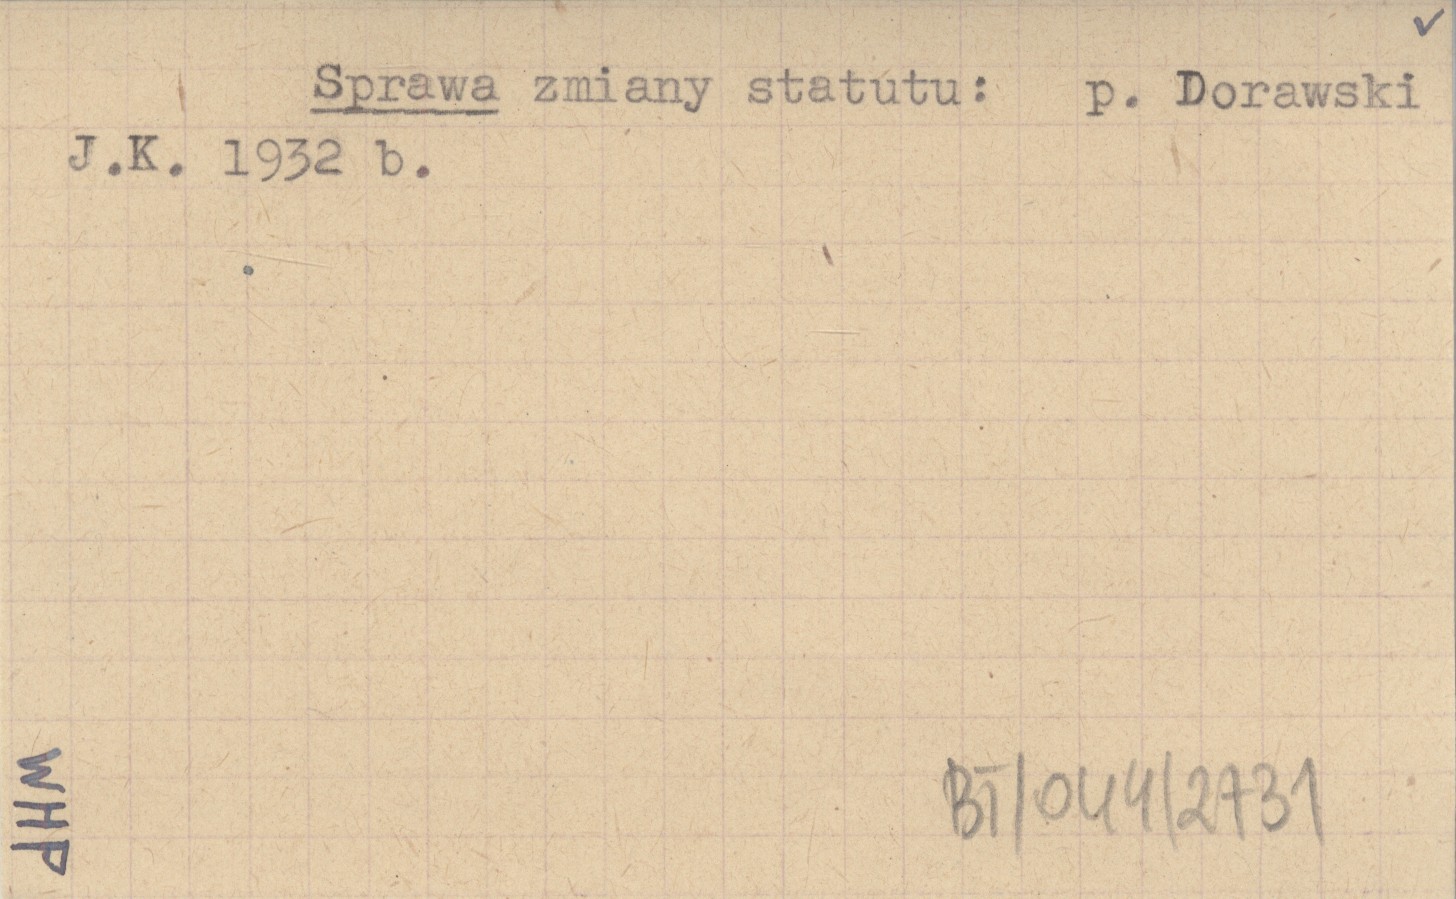 ✓
Sprawa zmiany statutu: p. Dorawski
J.K. 1932 b.
WHP
BT/044/2731